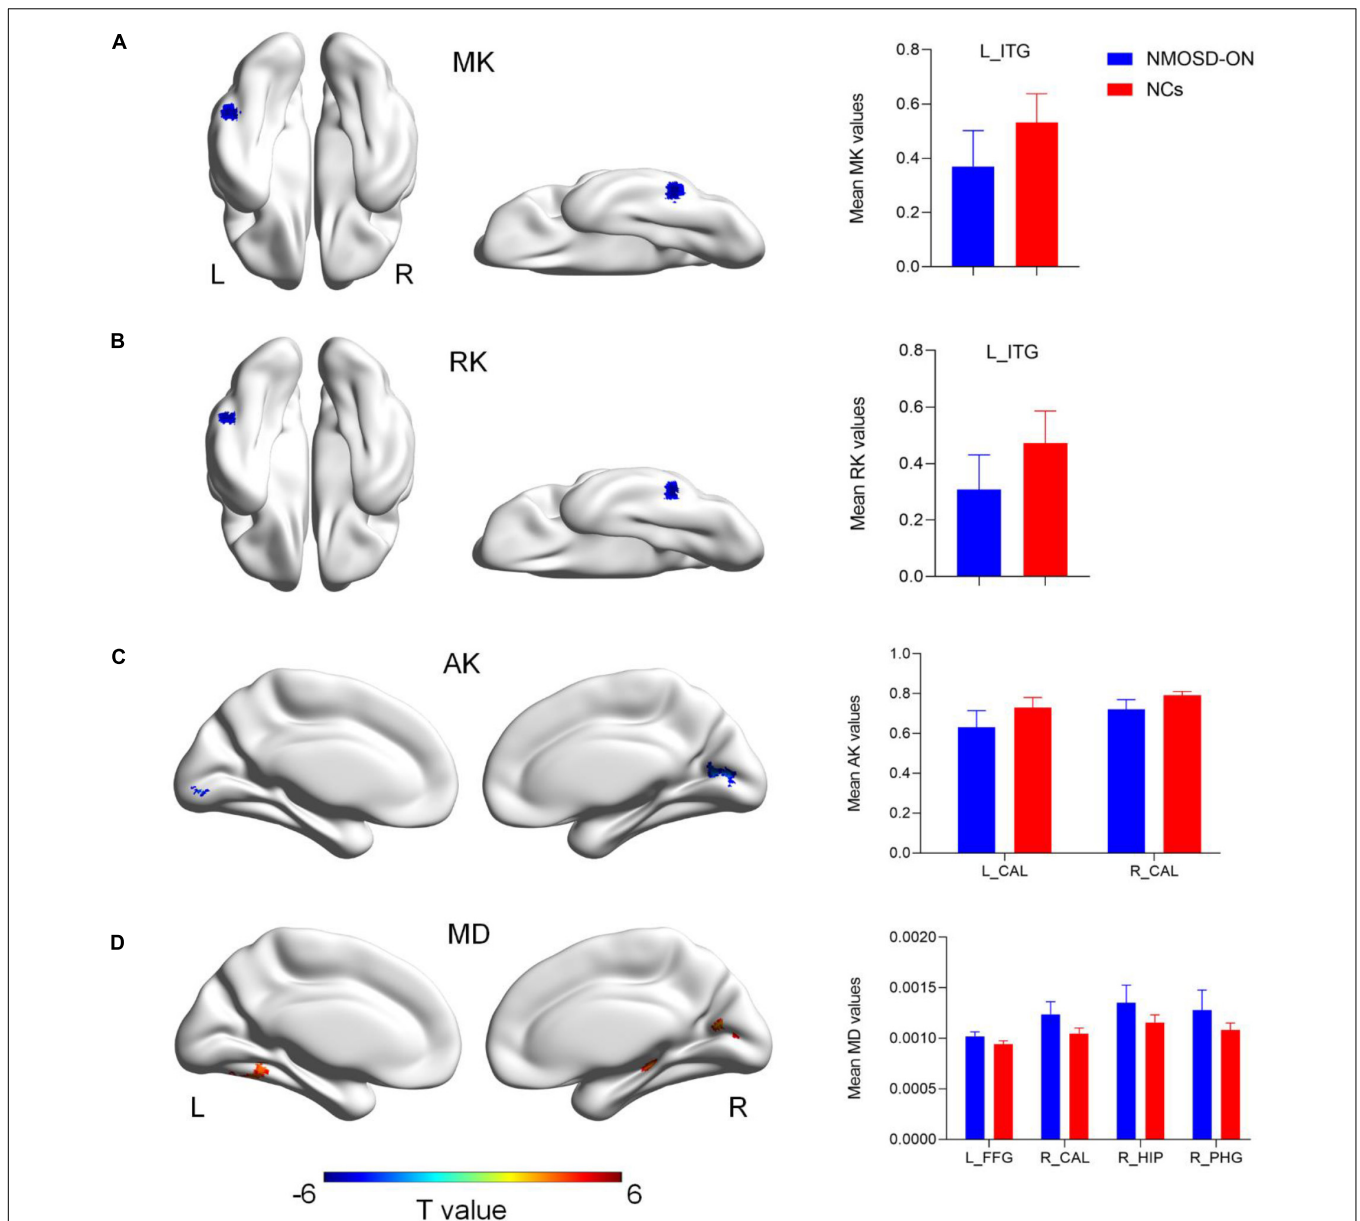 A
MK
L
R
L_ITG
NMOSD-ON
NCs
Mean MK values
0.8
0.6
0.4
0.2
0.0
B
RK
L_ITG
Mean RK values
0.8
0.6
0.4
0.2
0.0
C
AK
Mean AK values
1.0
0.8
0.6
0.4
0.2
0.0
L_CAL
R_CAL
D
MD
L
R
Mean MD values
0.0020
0.0015
0.0010
0.0005
0.0000
L_FFG
R_CAL
R_HIP
R_PHG
-6
6
T value